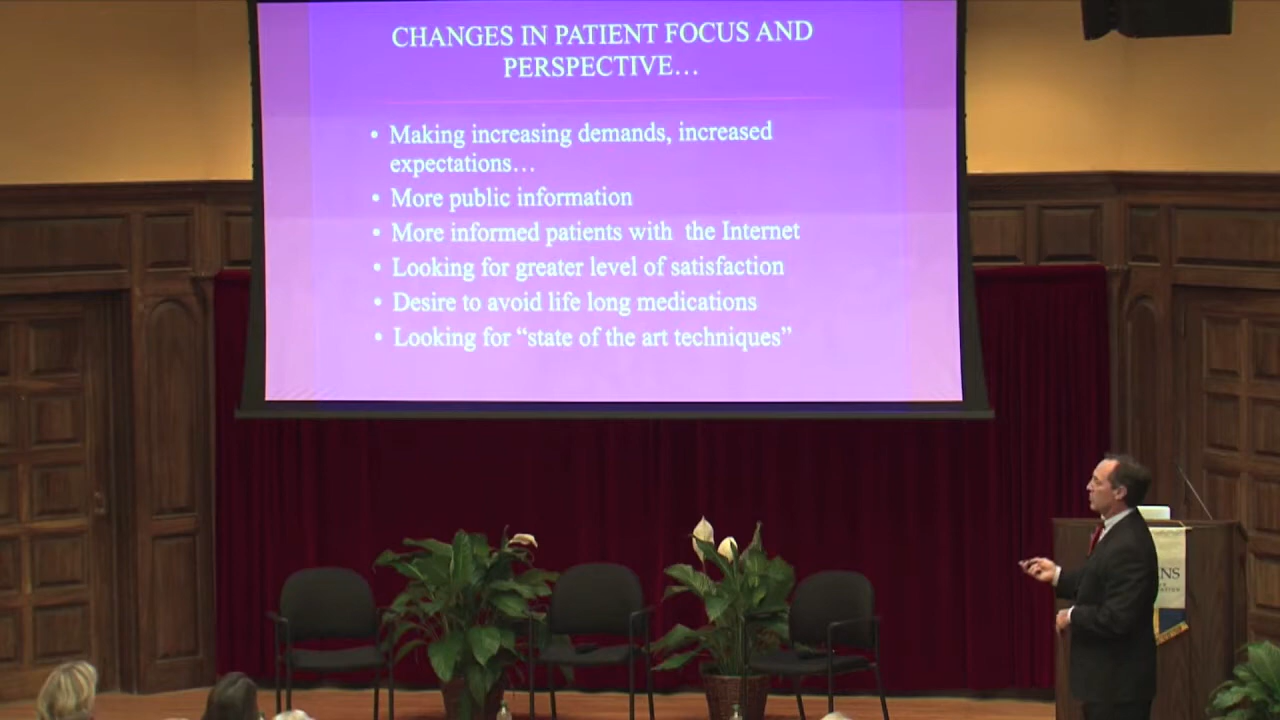 CHANGES IN PATIENT FOCUS AND
PERSPECTIVE…
• Making increasing demands, increased
expectations…
• More public information
• More informed patients with the Internet
• Looking for greater level of satisfaction
• Desire to avoid life long medications
• Looking for “state of the art techniques”
NS